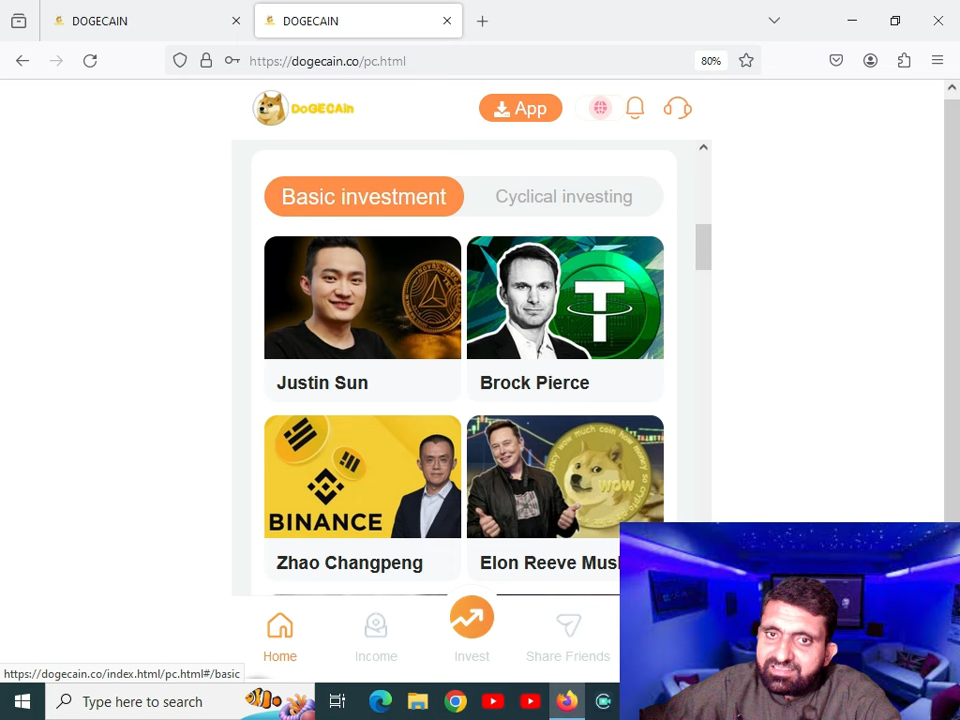 DOGECAIN
DOGECAIN
https://dogecain.co/pc.html
80%
DoGECAIn
App
Basic investment
Cyclical investing
Justin Sun
Brock Pierce
BINANCE
WOW
Zhao Changpeng
Elon Reeve Mus
Home
Income
Invest
Share Friends
https://dogecain.co/index.html/pc.html#/basic
Type here to search